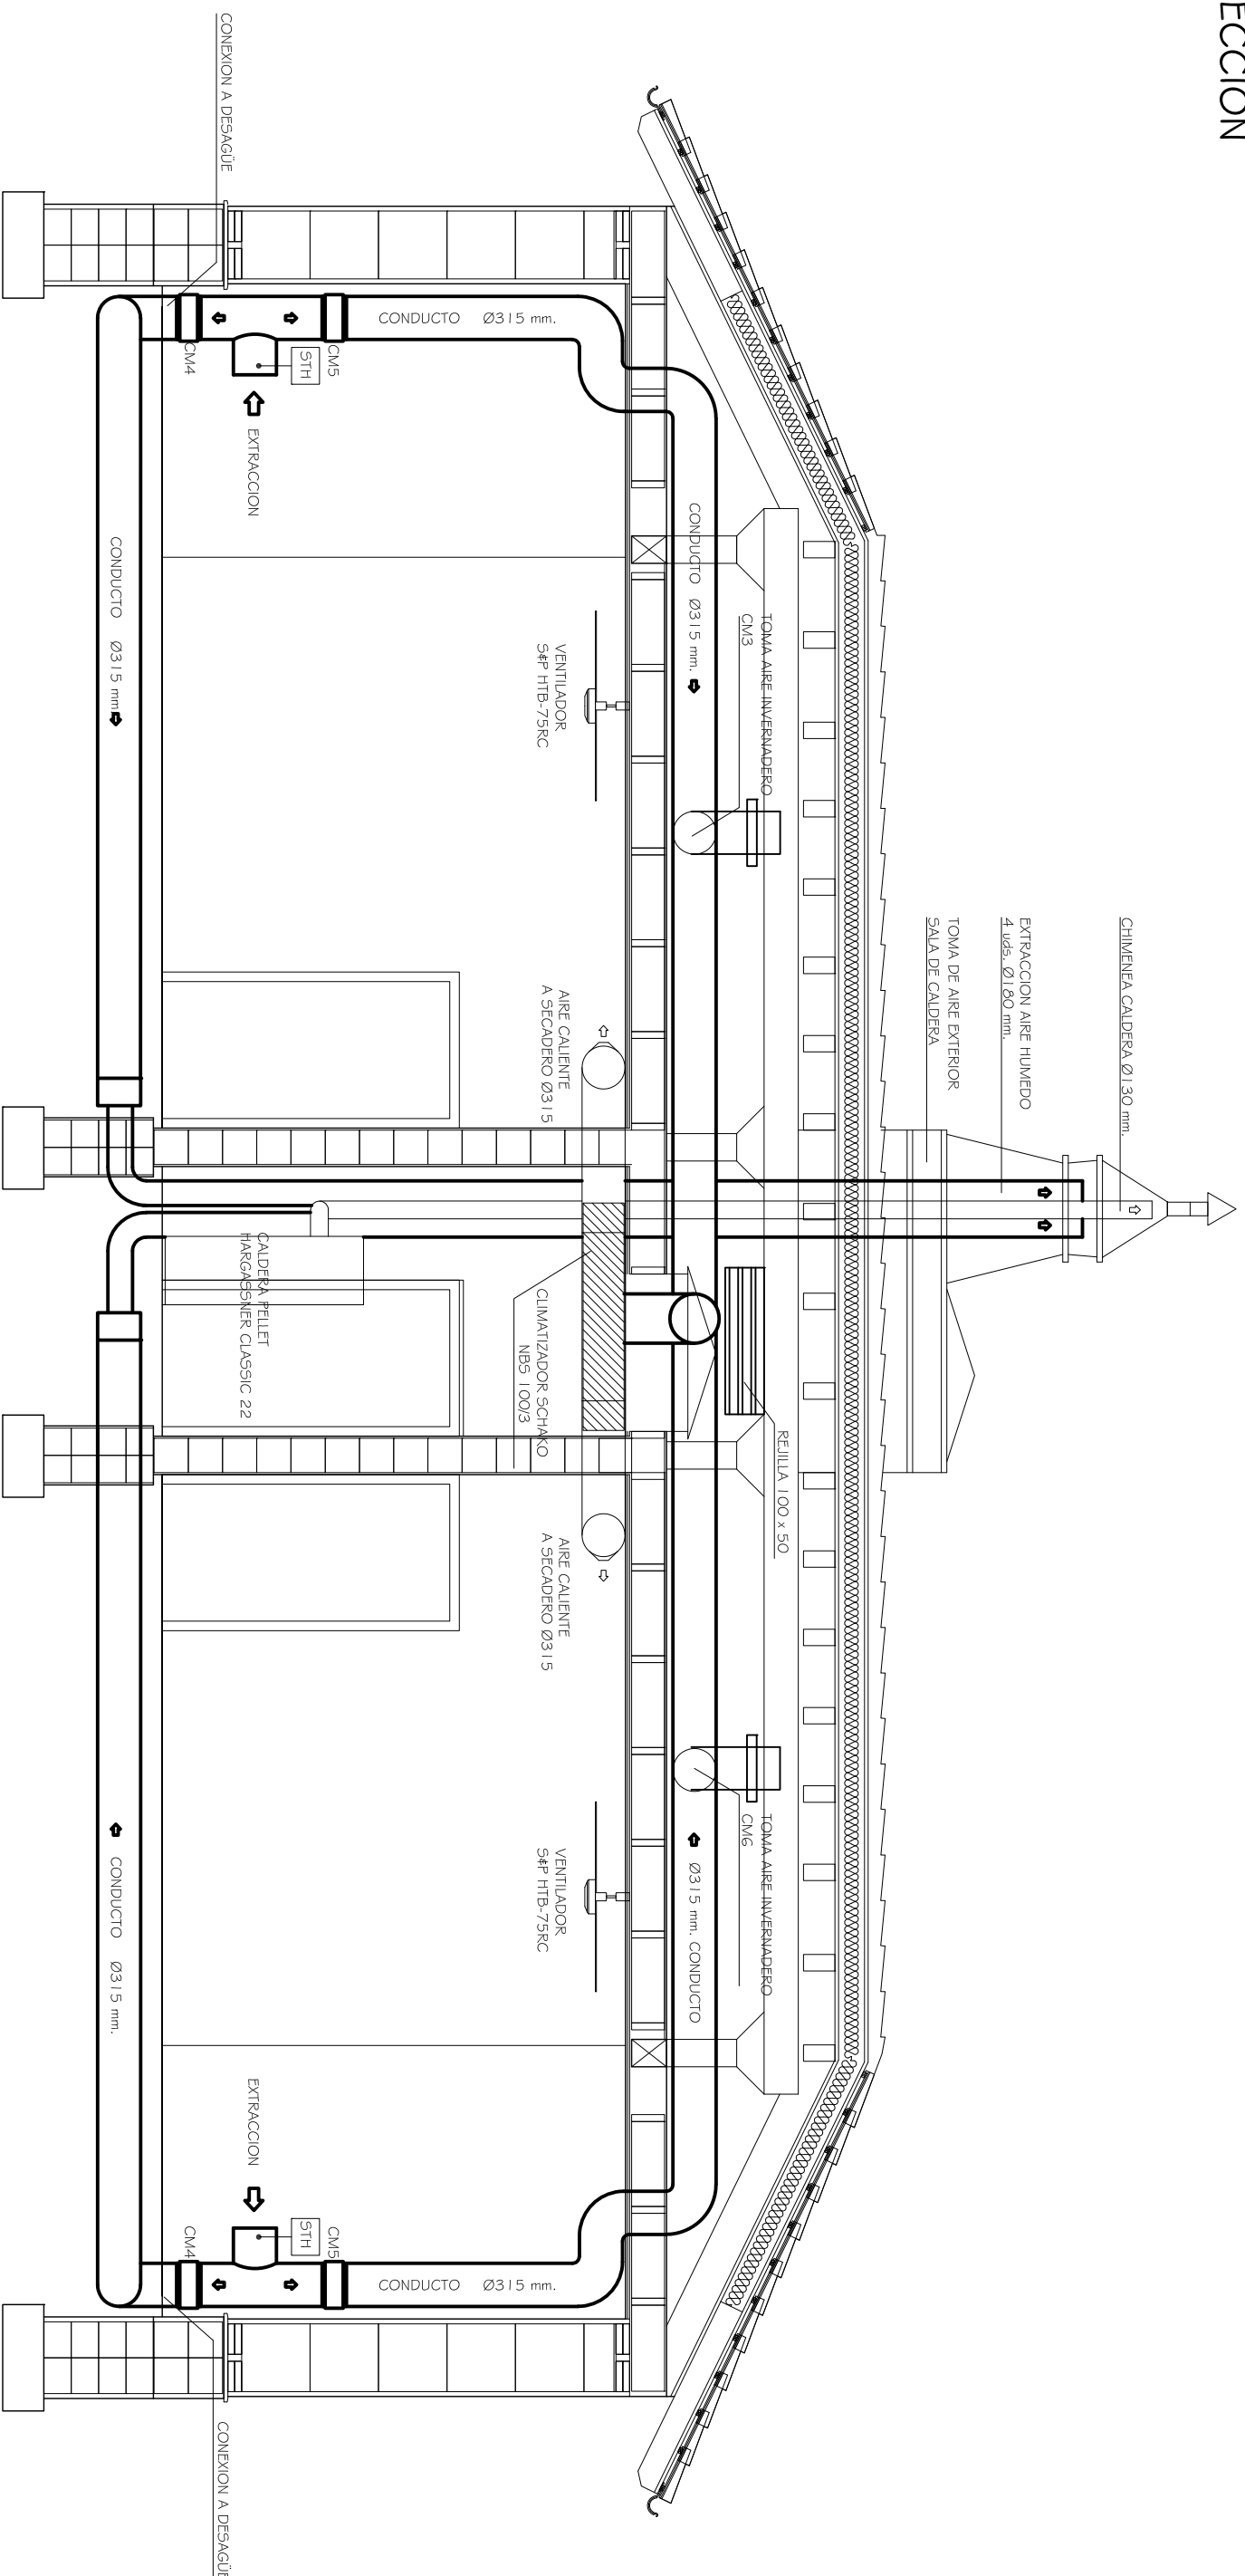 ECCION
CHIMENEA CALDERA Ø130 mm.
EXTRACCION AIRE HUMEDO
4 uds. Ø180 mm.
TOMA DE AIRE EXTERIOR
SALA DE CALDERA
TOMA AIRE INVERNADERO
CM3
REJILLA 100 x 50
TOMA AIRE INVERNADERO
CM6
CONDUCTO Ø315 mm.
Ø315 mm. CONDUCTO
VENTILADOR
S&P HTB-75RC
AIRE CALIENTE
A SECADERO Ø315
CLIMATIZADOR SCHAKO
NBS 100/3
AIRE CALIENTE
A SECADERO Ø315
VENTILADOR
S&P HTB-75RC
CONDUCTO Ø315 mm.
CONDUCTO Ø315 mm.
CM5
STH
CM4
EXTRACCION
CALDERA PELLET
HARGASSNER CLASSIC 22
EXTRACCION
CM5
STH
CM4
CONEXION A DESAGÜE
CONEXION A DESAGÜE
CONDUCTO Ø315 mm.
CONDUCTO Ø315 mm.